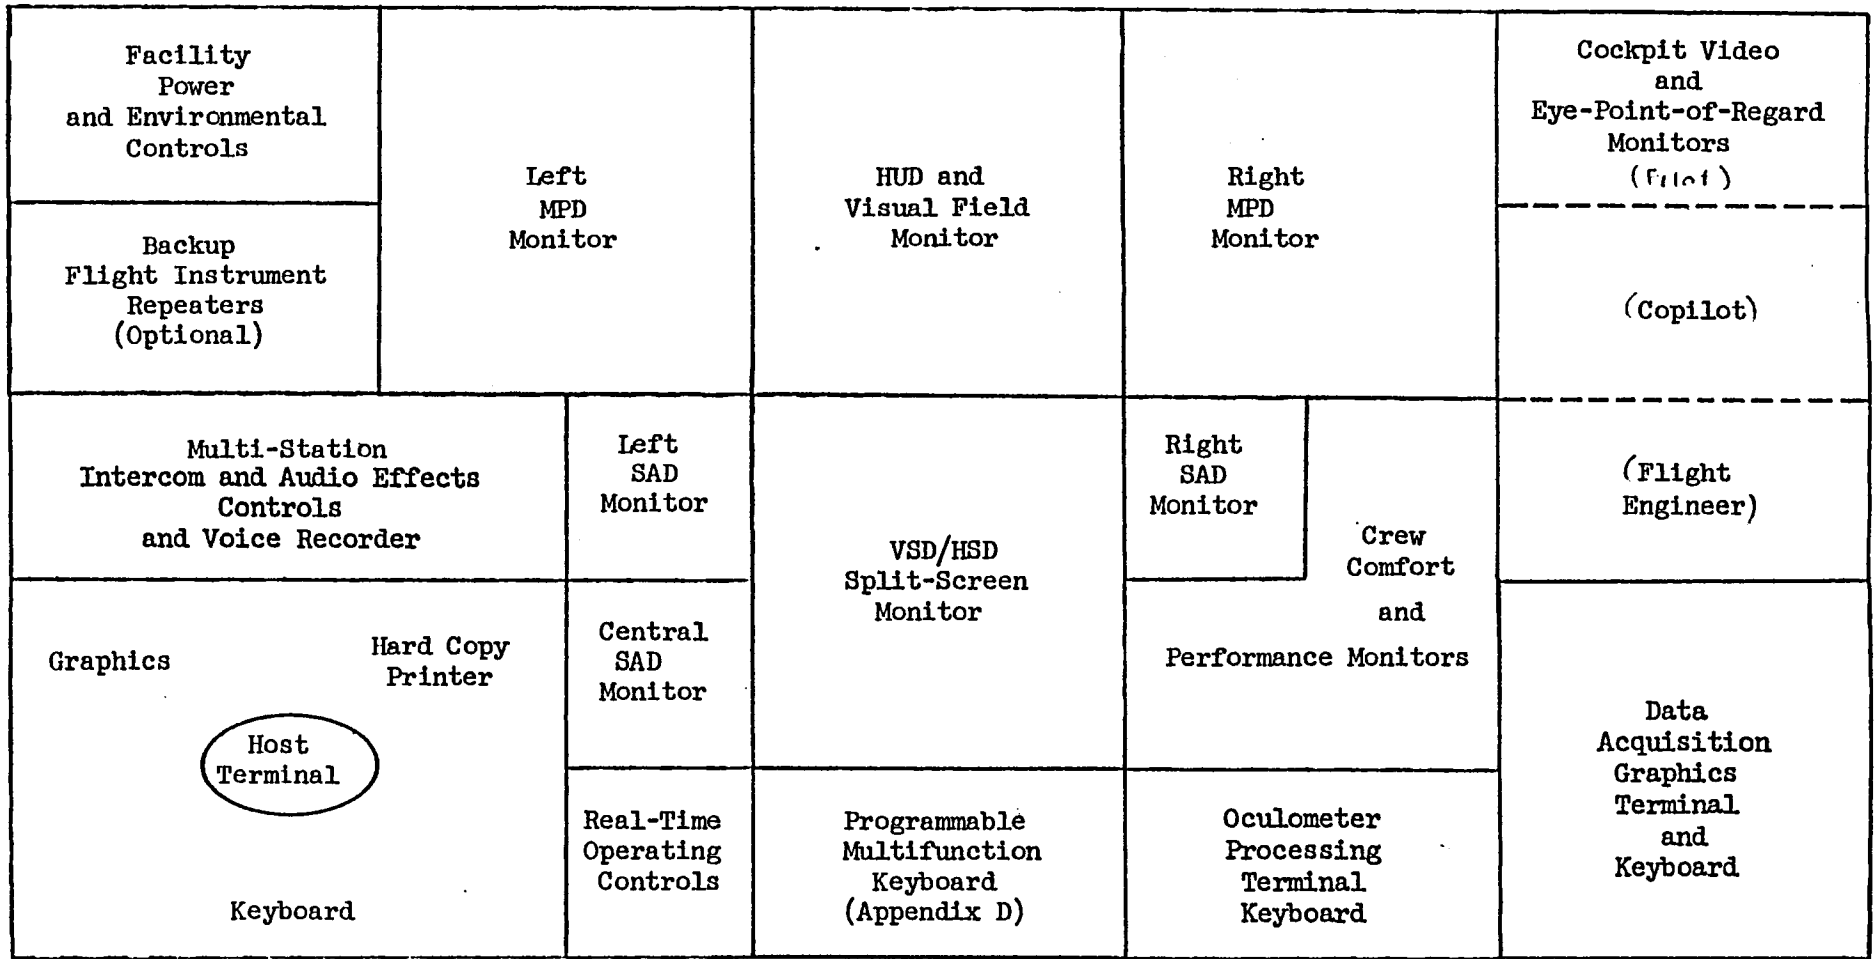 Facility
Power
and Environmental
Controls
Backup
Flight Instrument
Repeaters
(Optional)
Left
MPD
Monitor
HUD and
Visual Field
Monitor
Right
MPD
Monitor
Cockpit Video
and
Eye-Point-of-Regard
Monitors
(Pilot)
(Copilot)
(Flight
Engineer)
Multi-Station
Intercom and Audio Effects
Controls
and Voice Recorder
Left
SAD
Monitor
VSD/HSD
Split-Screen
Monitor
Right
SAD
Monitor
Crew
Comfort
and
Performance Monitors
Graphics
Hard Copy
Printer
Host
Terminal
Keyboard
Central
SAD
Monitor
Real-Time
Operating
Controls
Programmable
Multifunction
Keyboard
(Appendix D)
Oculometer
Processing
Terminal
Keyboard
Data
Acquisition
Graphics
Terminal
and
Keyboard